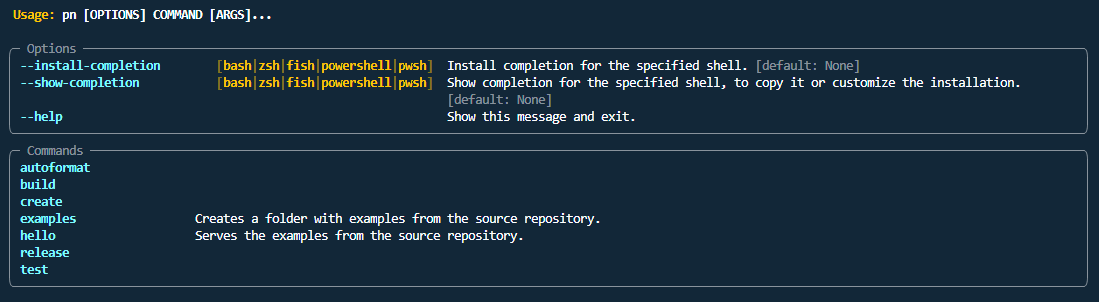 Usage: pn [OPTIONS] COMMAND [ARGS]...
Options
--install-completion [bash|zsh|fish|powershell|pwsh] Install completion for the specified shell. [default: None]
--show-completion [bash|zsh|fish|powershell|pwsh] Show completion for the specified shell, to copy it or customize the installation.
[default: None]
--help Show this message and exit.
Commands
autoformat
build
create
examples Creates a folder with examples from the source repository.
hello Serves the examples from the source repository.
release
test